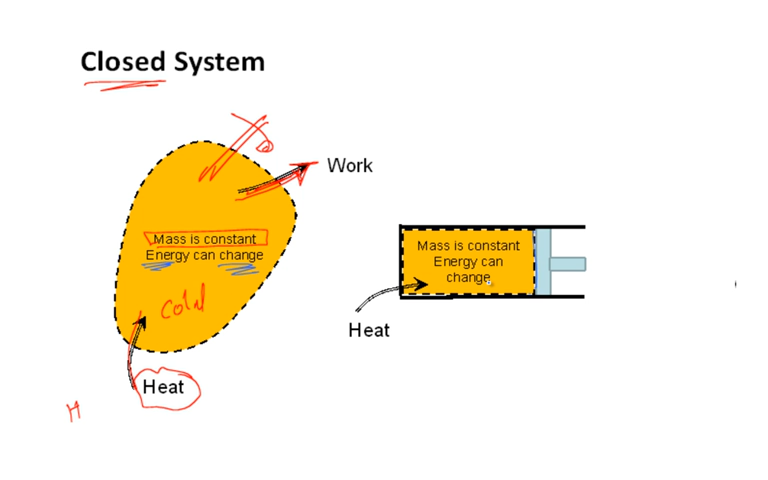 Closed System
Work
Mass is constant
Energy can change
Cold
Heat
H
Mass is constant
Energy can
change
Heat